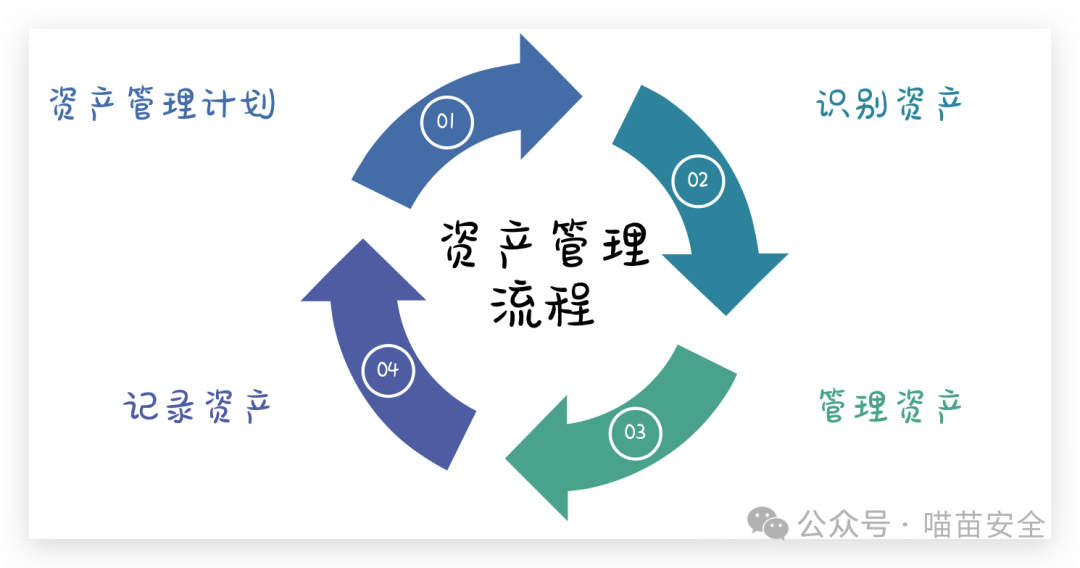 资产管理计划
01
识别资产
02
资产管理
流程
04
记录资产
03
管理资产
公众号 · 喵苗安全